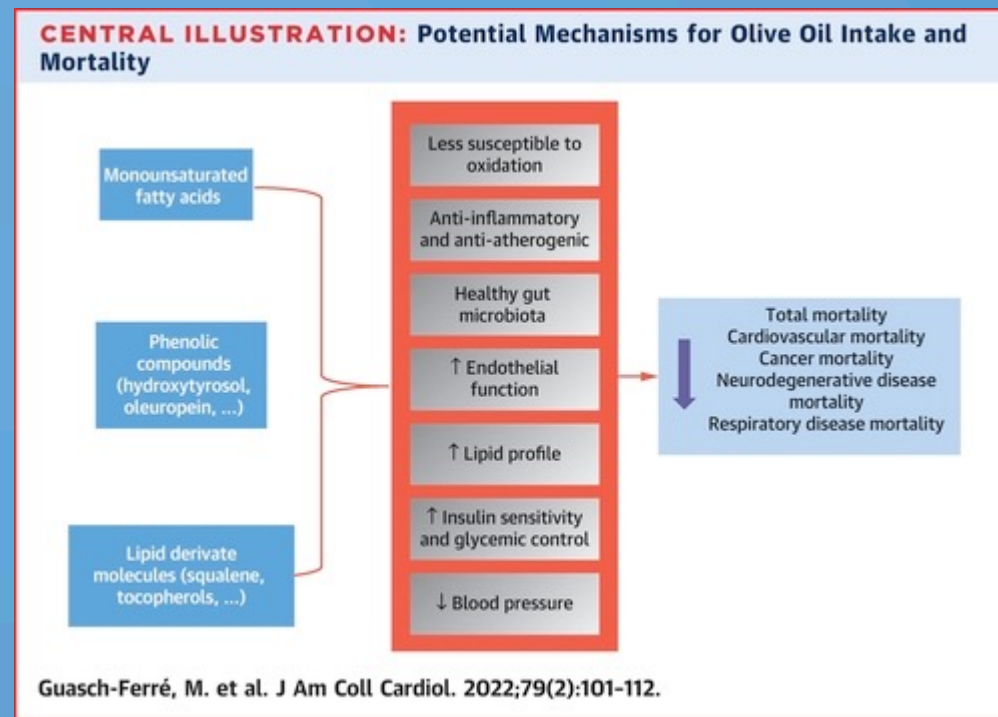 CENTRAL ILLUSTRATION: Potential Mechanisms for Olive Oil Intake and
Mortality
Monounsaturated
fatty acids
Phenolic
compounds
(hydroxytyrosol,
oleuropein, ...)
Lipid derivate
molecules (squalene,
tocopherols, ...)
Less susceptible to
oxidation
Anti-inflammatory
and anti-atherogenic
Healthy gut
microbiota
↑ Endothelial
function
↑ Lipid profile
↑ Insulin sensitivity
and glycemic control
↓ Blood pressure
Total mortality
Cardiovascular mortality
Cancer mortality
Neurodegenerative disease
mortality
Respiratory disease mortality
Guasch-Ferré, M. et al. J Am Coll Cardiol. 2022;79(2):101-112.